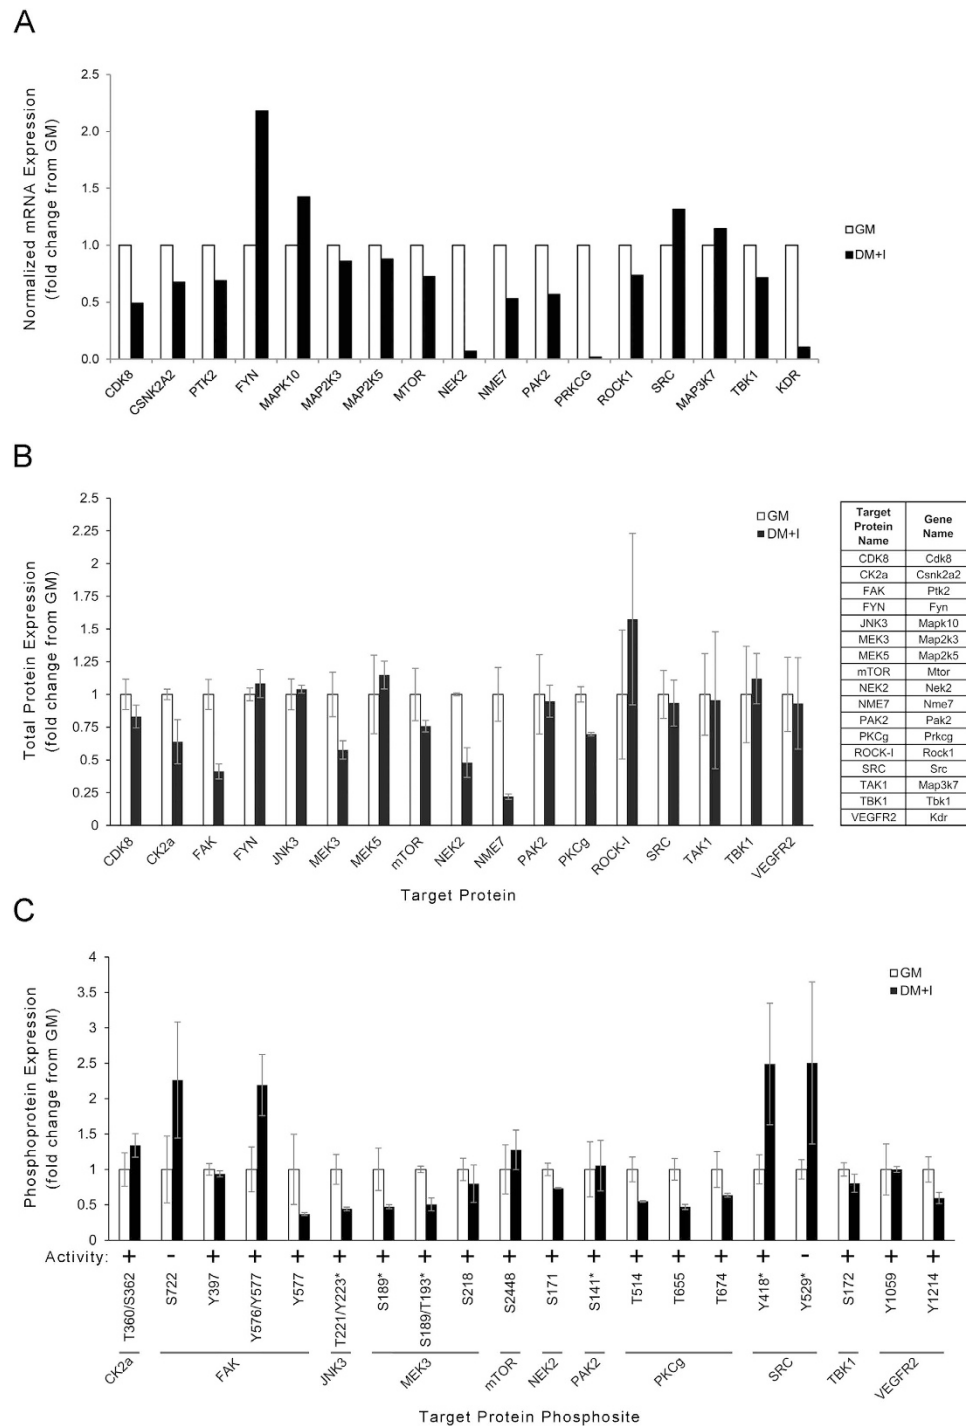 A
Normalized mRNA Expression
(fold change from GM)
2.5
2.0
1.5
1.0
0.5
0.0
GM
DM+I
CDK8
CSNK2A2
PTK2
FYN
MAPK10
MAP2K3
MAP2K5
MTOR
NEK2
NME7
PAK2
PRKCG
ROCK1
SRC
MAP3K7
TBK1
KDR
B
Total Protein Expression
(fold change from GM)
2.5
2.25
2
1.75
1.5
1.25
1
0.75
0.5
0.25
0
GM
DM+I
CDK8
CK2a
FAK
FYN
JNK3
MEK3
MEK5
mTOR
NEK2
NME7
PAK2
PKCg
ROCK-I
SRC
TAK1
TBK1
VEGFR2
Target Protein
Target Protein Name Gene Name
CDK8 Cdk8
CK2a Csnk2a2
FAK Ptk2
FYN Fyn
JNK3 Mapk10
MEK3 Map2k3
MEK5 Map2k5
mTOR Mtor
NEK2 Nek2
NME7 Nme7
PAK2 Pak2
PKCg Prkcg
ROCK-I Rock1
SRC Src
TAK1 Map3k7
TBK1 Tbk1
VEGFR2 Kdr
C
Phosphoprotein Expression
(fold change from GM)
4
3.5
3
2.5
2
1.5
1
0.5
0
GM
DM+I
Activity: + - + + + + + + + + + + + + + + - + + +
T360/S362
S722
Y397
Y576/Y577
Y577
T221/Y223*
S189*
S189/T193*
S218
S2448
S171
S141*
T514
T655
T674
Y418*
Y529*
S172
Y1059
Y1214
CK2a
FAK
JNK3
MEK3
mTOR
NEK2
PAK2
PKCg
SRC
TBK1
VEGFR2
Target Protein Phosphosite